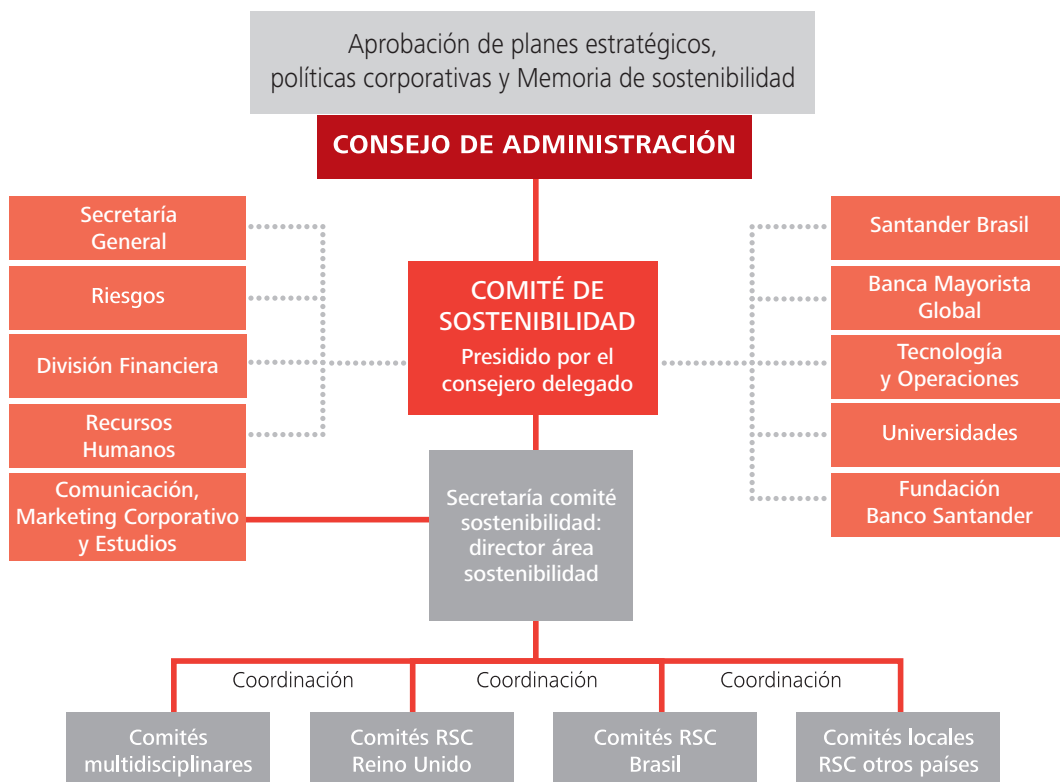 Aprobación de planes estratégicos,
políticas corporativas y Memoria de sostenibilidad
CONSEJO DE ADMINISTRACIÓN
Secretaría
General
Riesgos
División Financiera
Recursos
Humanos
Comunicación,
Marketing Corporativo
y Estudios
COMITÉ DE
SOSTENIBILIDAD
Presidido por el
consejero delegado
Secretaría comité
sostenibilidad:
director área
sostenibilidad
Santander Brasil
Banca Mayorista
Global
Tecnología
y Operaciones
Universidades
Fundación
Banco Santander
Coordinación
Coordinación
Coordinación
Comités
multidisciplinares
Comités RSC
Reino Unido
Comités RSC
Brasil
Comités locales
RSC otros países